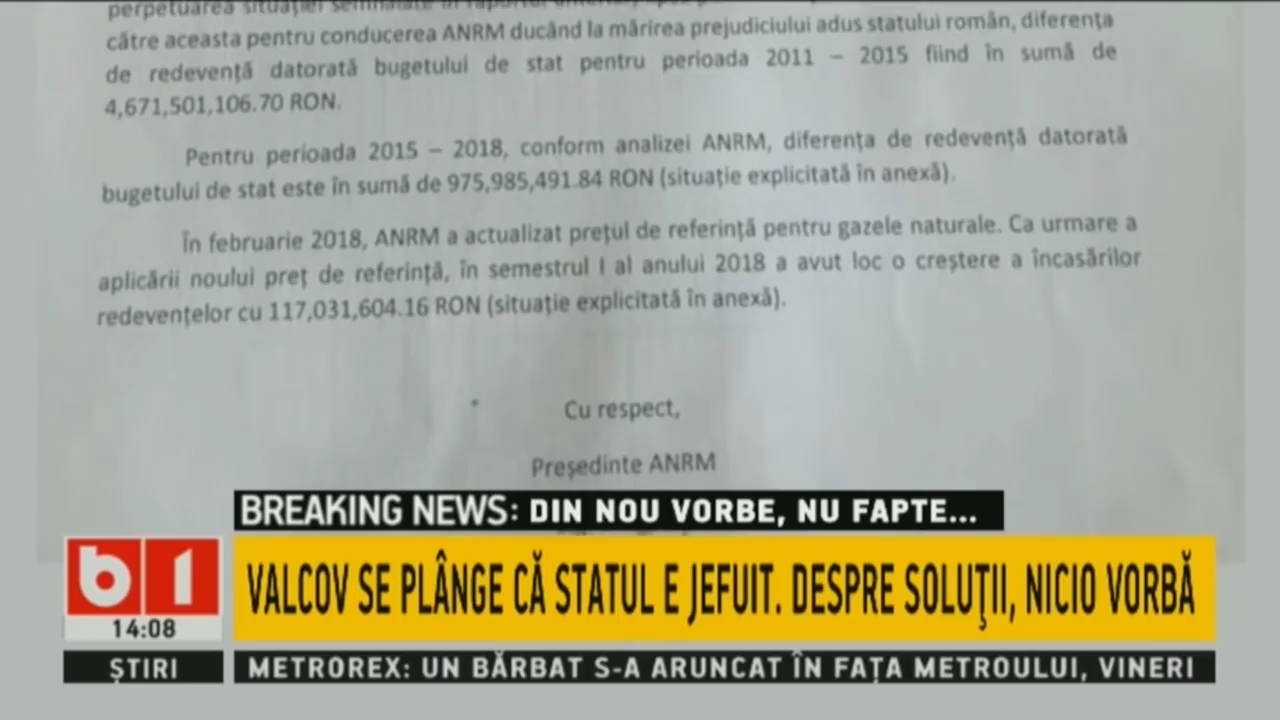 perpetuarea situației semnalate în raportul
către aceasta pentru conducerea ANRM ducând la mărirea prejudiciului adus statului român, diferența
de redevență datorată bugetului de stat pentru perioada 2011 – 2015 fiind în sumă de
4,671,501,106.70 RON.
Pentru perioada 2015 – 2018, conform analizei ANRM, diferența de redevență datorată
bugetului de stat este în sumă de 975,985,491.84 RON (situație explicitată în anexă).
În februarie 2018, ANRM a actualizat prețul de referință pentru gazele naturale. Ca urmare a
aplicării noului preț de referință, în semestrul I al anului 2018 a avut loc o creștere a încasărilor
redevențelor cu 117,031,604.16 RON (situație explicitată în anexă).
Cu respect,
Președinte ANRM
BREAKING NEWS: DIN NOU VORBE, NU FAPTE...
b1
VALCOV SE PLÂNGE CĂ STATUL E JEFUIT. DESPRE SOLUŢII, NICIO VORBĂ
14:08
ȘTIRI
METROREX: UN BĂRBAT S-A ARUNCAT ÎN FAȚA METROULUI, VINERI